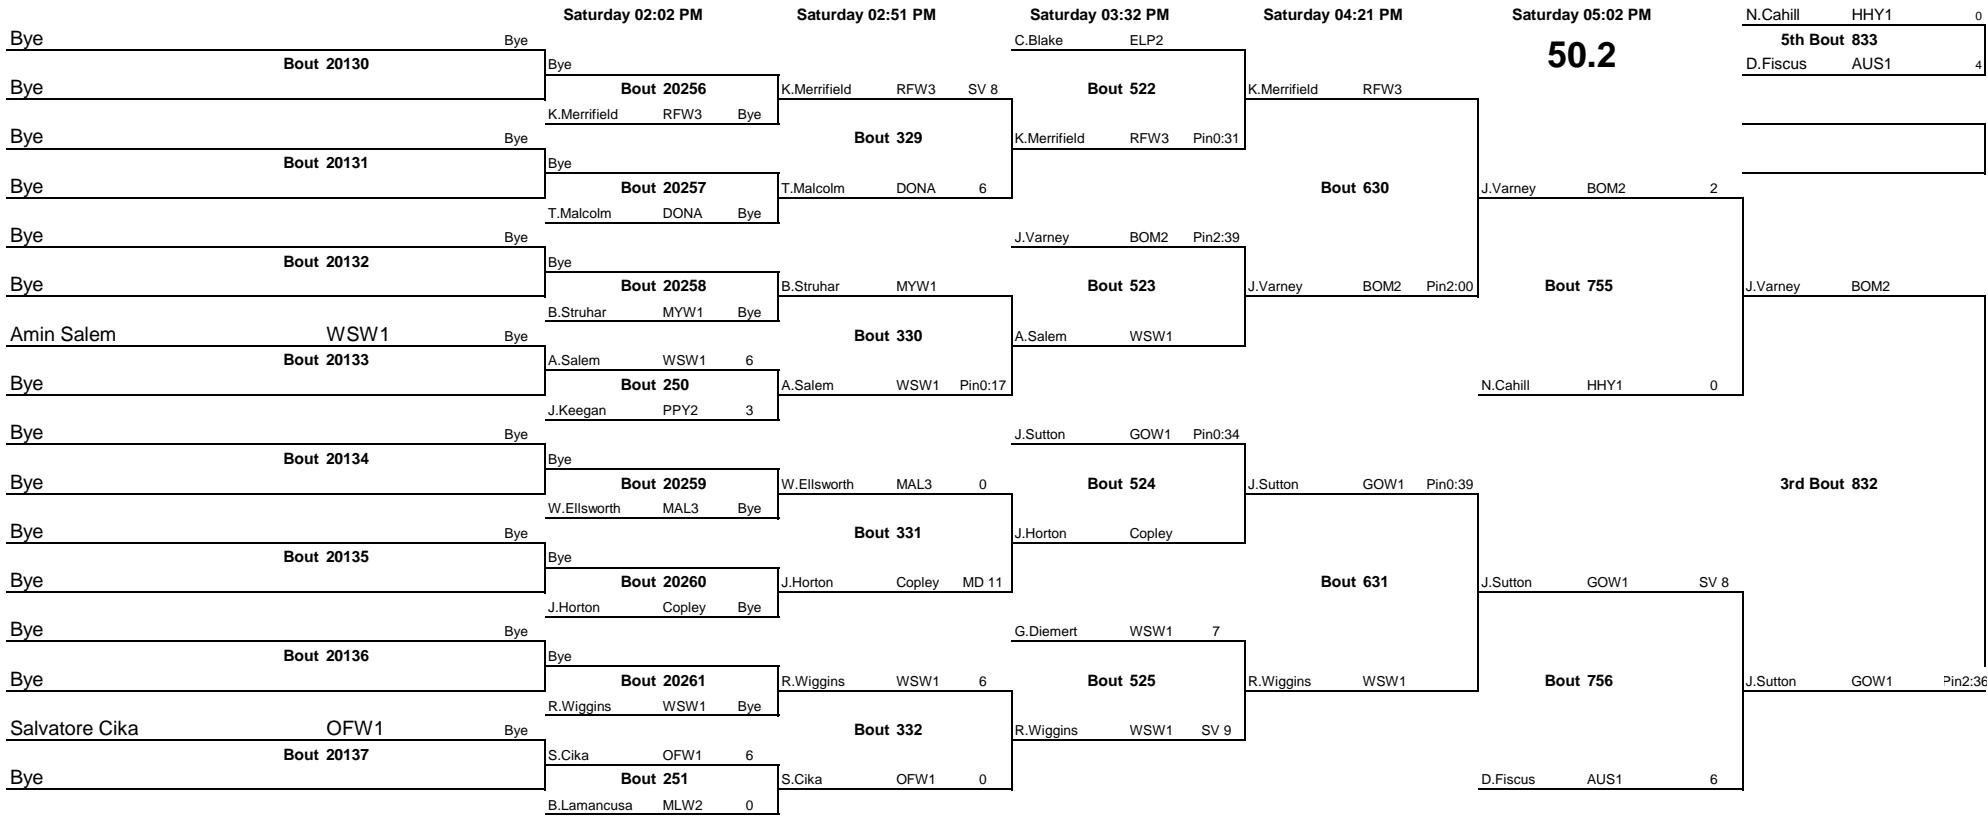 Saturday 02:02 PM Saturday 02:51 PM Saturday 03:32 PM Saturday 04:21 PM Saturday 05:02 PM N.Cahill HHY1 0
Bye Bye C.Blake ELP2 50.2 5th Bout 833
Bout 20130 Bye D.Fiscus AUS1 4
Bye Bout 20256 K.Merrifield RFW3 SV 8 Bout 522 K.Merrifield RFW3
K.Merrifield RFW3 Bye
Bye Bye Bout 329 K.Merrifield RFW3 Pin0:31
Bout 20131 Bye
Bye Bout 20257 T.Malcolm DONA 6 Bout 630 J.Varney BOM2 2
T.Malcolm DONA Bye
Bye Bye J.Varney BOM2 Pin2:39
Bout 20132 Bye
Bye Bout 20258 B.Struhar MYW1 Bout 523 J.Varney BOM2 Pin2:00 Bout 755 J.Varney BOM2
B.Struhar MYW1 Bye
Amin Salem WSW1 Bye Bout 330 A.Salem WSW1
Bout 20133 A.Salem WSW1 6
Bye Bout 250 A.Salem WSW1 Pin0:17 N.Cahill HHY1 0
J.Keegan PPY2 3
Bye Bye J.Sutton GOW1 Pin0:34
Bout 20134 Bye
Bye Bout 20259 W.Ellsworth MAL3 0 Bout 524 J.Sutton GOW1 Pin0:39 3rd Bout 832
W.Ellsworth MAL3 Bye
Bye Bye Bout 331 J.Horton Copley
Bout 20135 Bye
Bye Bout 20260 J.Horton Copley MD 11 Bout 631 J.Sutton GOW1 SV 8
J.Horton Copley Bye
Bye Bye G.Diemert WSW1 7
Bout 20136 Bye
Bye Bout 20261 R.Wiggins WSW1 6 Bout 525 R.Wiggins WSW1 Bout 756 J.Sutton GOW1 Pin2:36
R.Wiggins WSW1 Bye
Salvatore Cika OFW1 Bye Bout 332 R.Wiggins WSW1 SV 9
Bout 20137 S.Cika OFW1 6
Bye Bout 251 S.Cika OFW1 0 D.Fiscus AUS1 6
B.Lamancusa MLW2 0